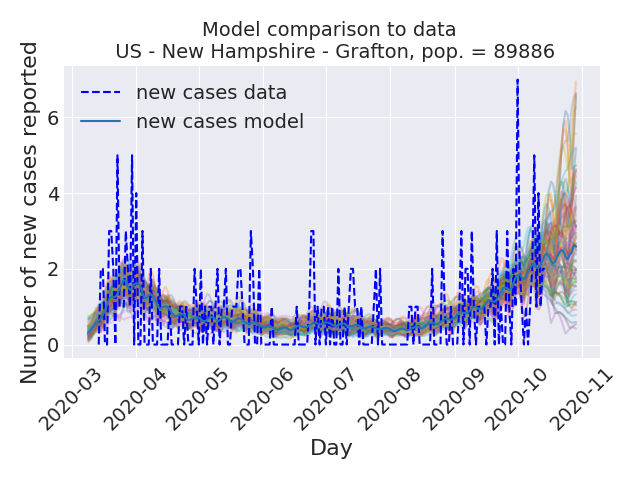 Model comparison to data
US - New Hampshire - Grafton, pop. = 89886
Number of new cases reported
6
4
2
0
new cases data
new cases model
2020-03
2020-04
2020-05
2020-06
2020-07
2020-08
2020-09
2020-10
2020-11
Day